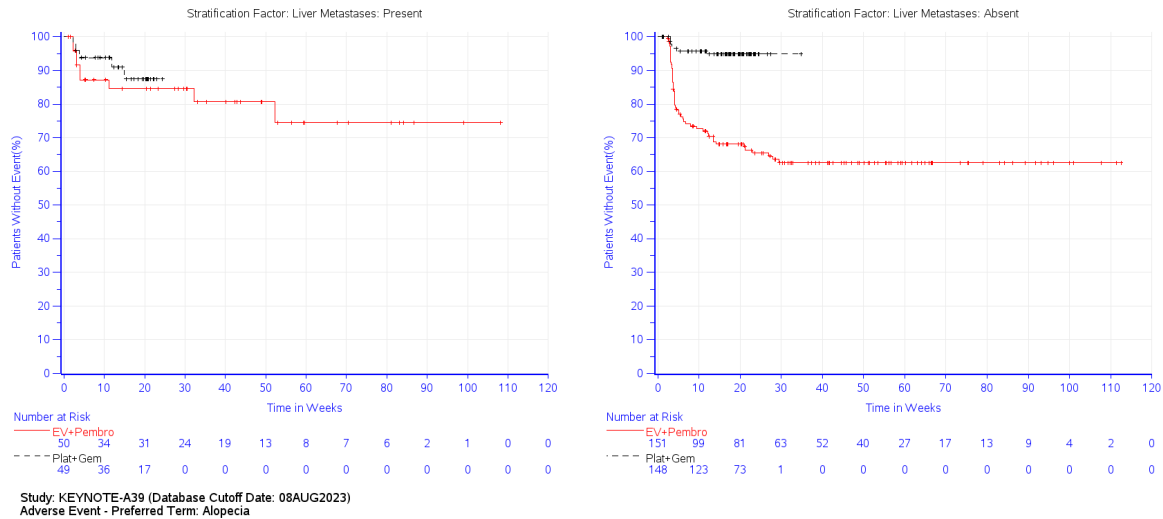 Stratification Factor: Liver Metastases: Present
Patients Without Event(%)
100
90
80
70
60
50
40
30
20
10
0
0 10 20 30 40 50 60 70 80 90 100 110 120
Time in Weeks
Number at Risk
EV+Pembro
50 34 31 24 19 13 8 7 6 2 1 0 0
Plat+Gem
49 36 17 0 0 0 0 0 0 0 0 0 0
Stratification Factor: Liver Metastases: Absent
Patients Without Event(%)
100
90
80
70
60
50
40
30
20
10
0
0 10 20 30 40 50 60 70 80 90 100 110 120
Time in Weeks
Number at Risk
EV+Pembro
151 99 81 63 52 40 27 17 13 9 4 2 0
Plat+Gem
148 123 73 1 0 0 0 0 0 0 0 0 0
Study: KEYNOTE-A39 (Database Cutoff Date: 08AUG2023)
Adverse Event - Preferred Term: Alopecia